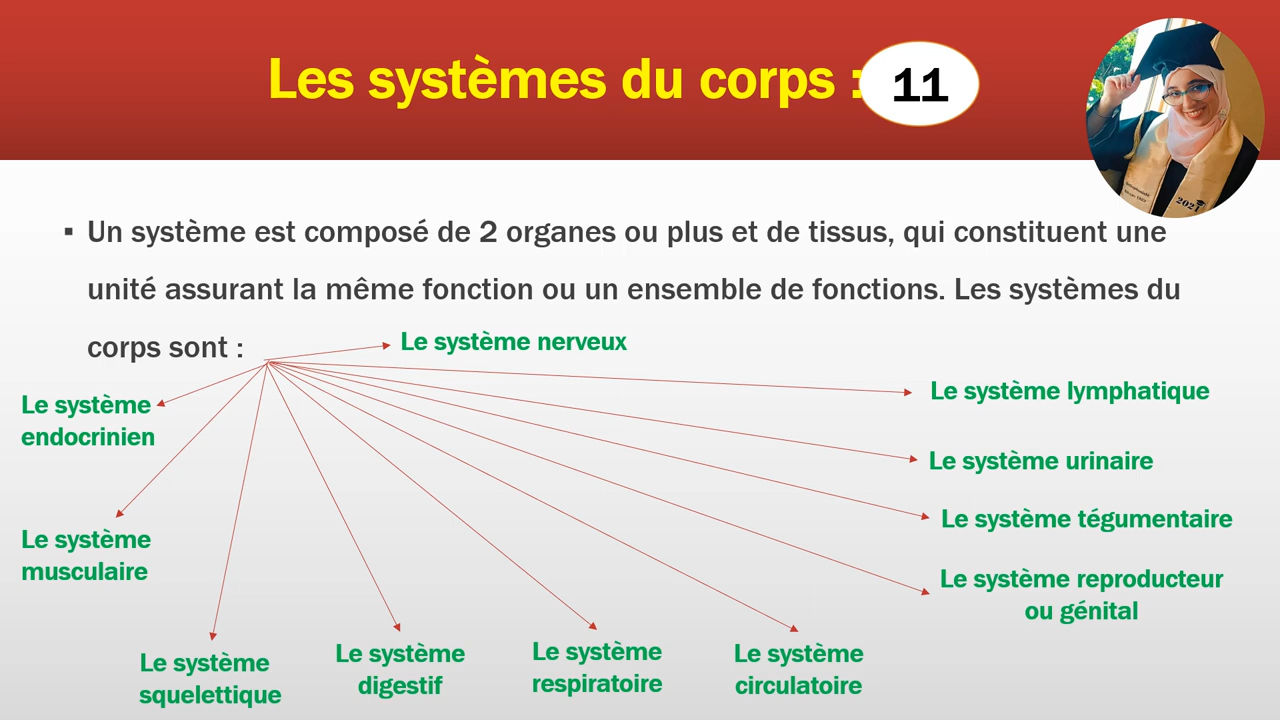 Les systèmes du corps :
11
2021
Un système est composé de 2 organes ou plus et de tissus, qui constituent une
unité assurant la même fonction ou un ensemble de fonctions. Les systèmes du
corps sont :
Le système nerveux
Le système lymphatique
Le système
endocrinien
Le système urinaire
Le système tégumentaire
Le système
musculaire
Le système reproducteur
ou génital
Le système
squelettique
Le système
digestif
Le système
respiratoire
Le système
circulatoire